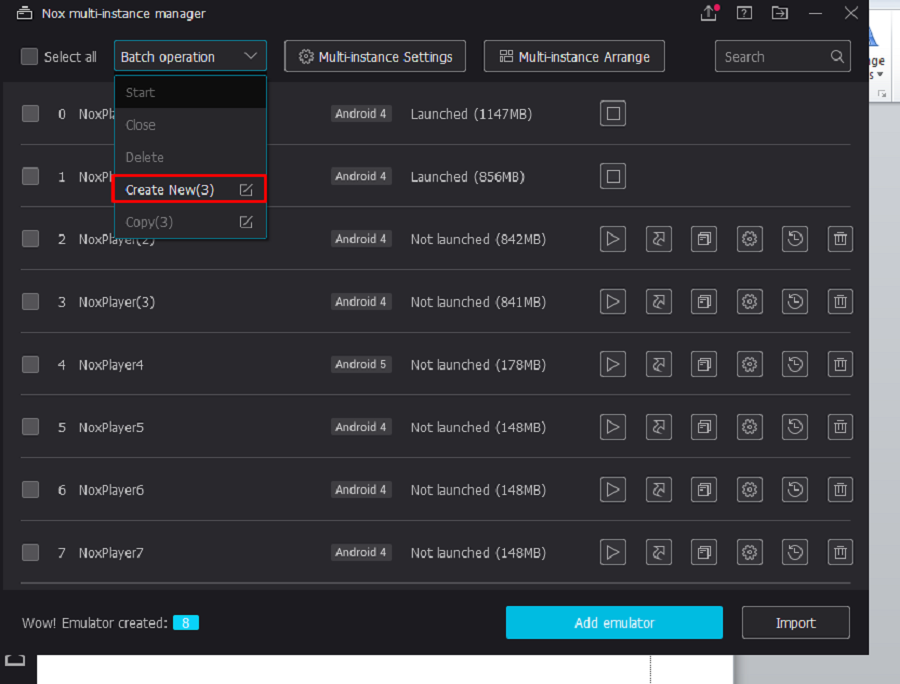 Nox multi-instance manager
Select all
Batch operation
Multi-instance Settings
Multi-instance Arrange
Search
Start
Close
Delete
Create New(3)
Copy(3)
0 NoxPl Android 4 Launched (1147MB)
1 NoxPl Android 4 Launched (856MB)
2 NoxPlayer(2) Android 4 Not launched (842MB)
3 NoxPlayer(3) Android 4 Not launched (841MB)
4 NoxPlayer4 Android 5 Not launched (178MB)
5 NoxPlayer5 Android 4 Not launched (148MB)
6 NoxPlayer6 Android 4 Not launched (148MB)
7 NoxPlayer7 Android 4 Not launched (148MB)
Wow! Emulator created: 8
Add emulator
Import